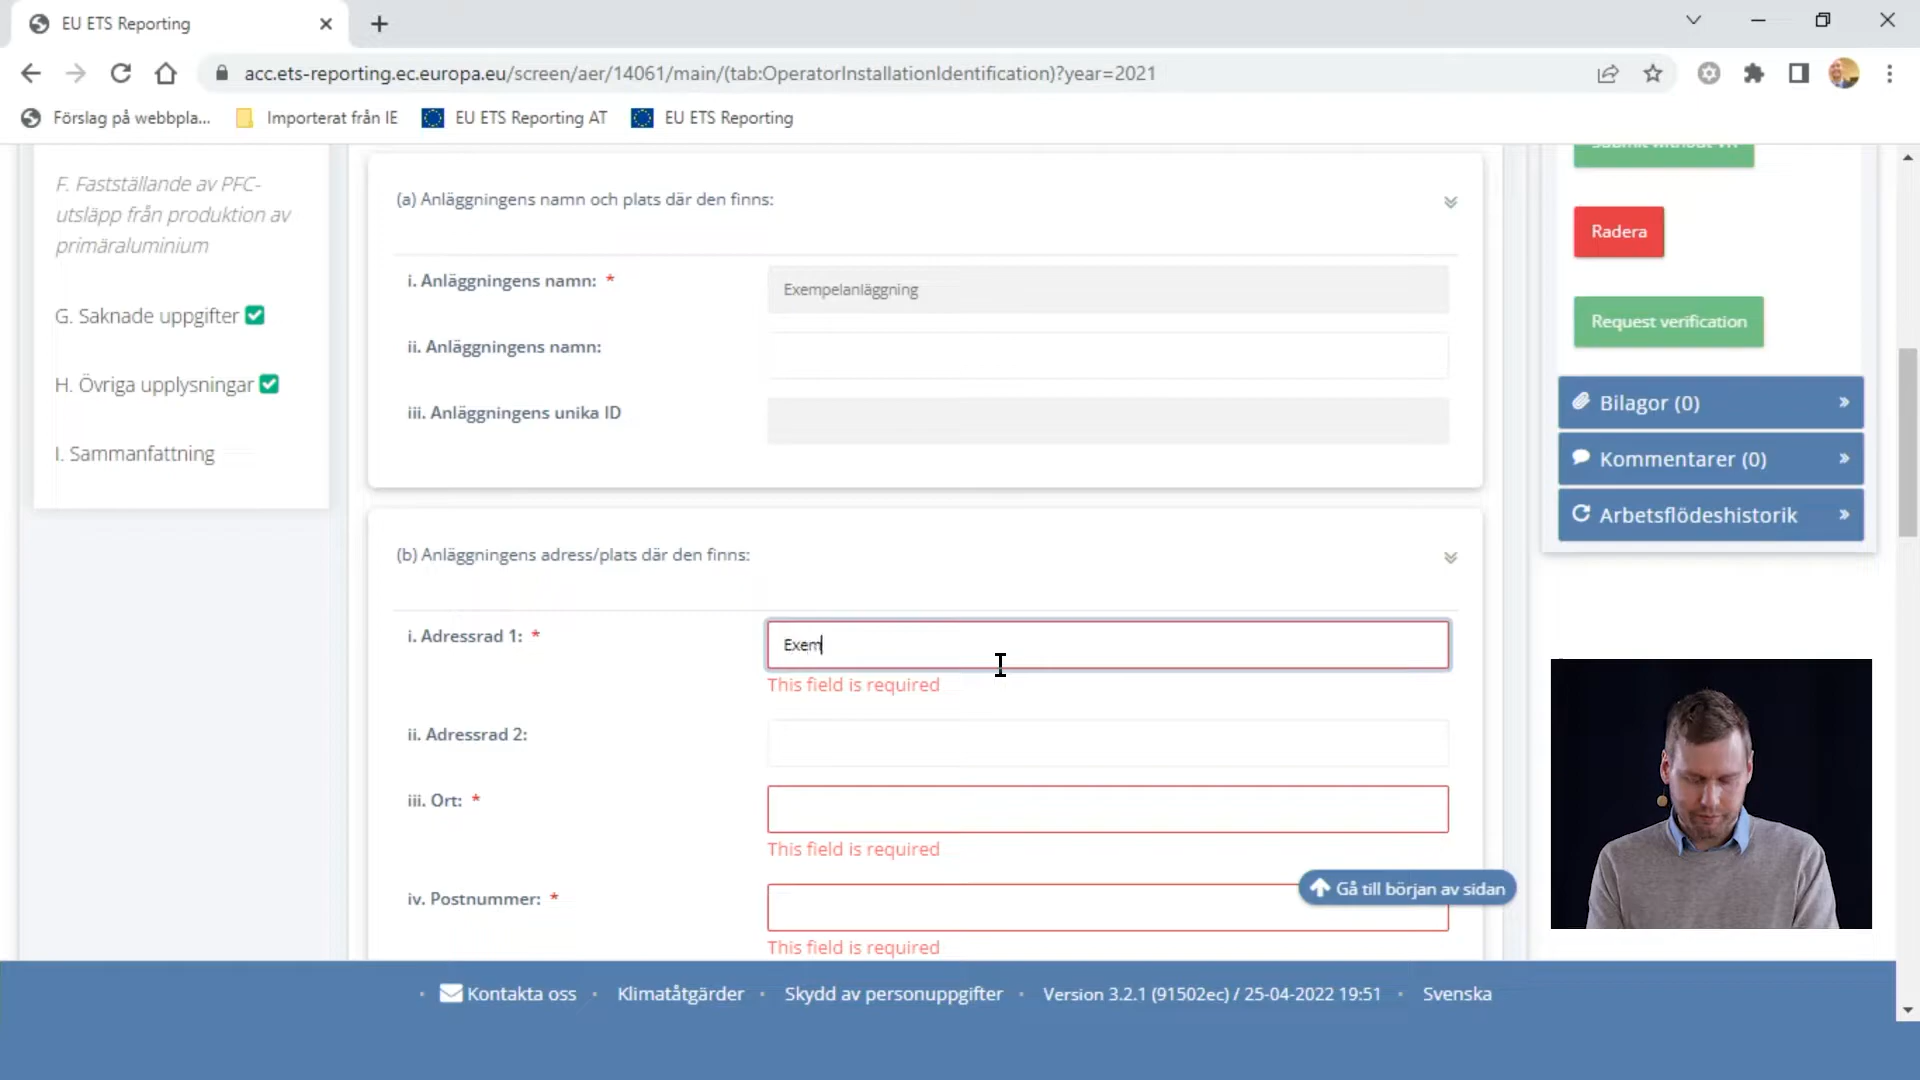 EU ETS Reporting
acc.ets-reporting.ec.europa.eu/screen/aer/14061/main/(tab:OperatorInstallationIdentification)?year=2021
Förslag på webbpla...
Importerat från IE
EU ETS Reporting AT
EU ETS Reporting
F. Fastställande av PFC-
utsläpp från produktion av
primäraluminium
G. Saknade uppgifter
H. Övriga upplysningar
I. Sammanfattning
(a) Anläggningens namn och plats där den finns:
i. Anläggningens namn: *
Exempelanläggning
ii. Anläggningens namn:
iii. Anläggningens unika ID
(b) Anläggningens adress/plats där den finns:
i. Adressrad 1: *
Exem
This field is required
ii. Adressrad 2:
iii. Ort: *
This field is required
iv. Postnummer: *
This field is required
Gå till början av sidan
Submit without VR
Radera
Request verification
Bilagor (0)
Kommentarer (0)
Arbetsflödeshistorik
Kontakta oss
Klimatåtgärder
Skydd av personuppgifter
Version 3.2.1 (91502ec) / 25-04-2022 19:51
Svenska